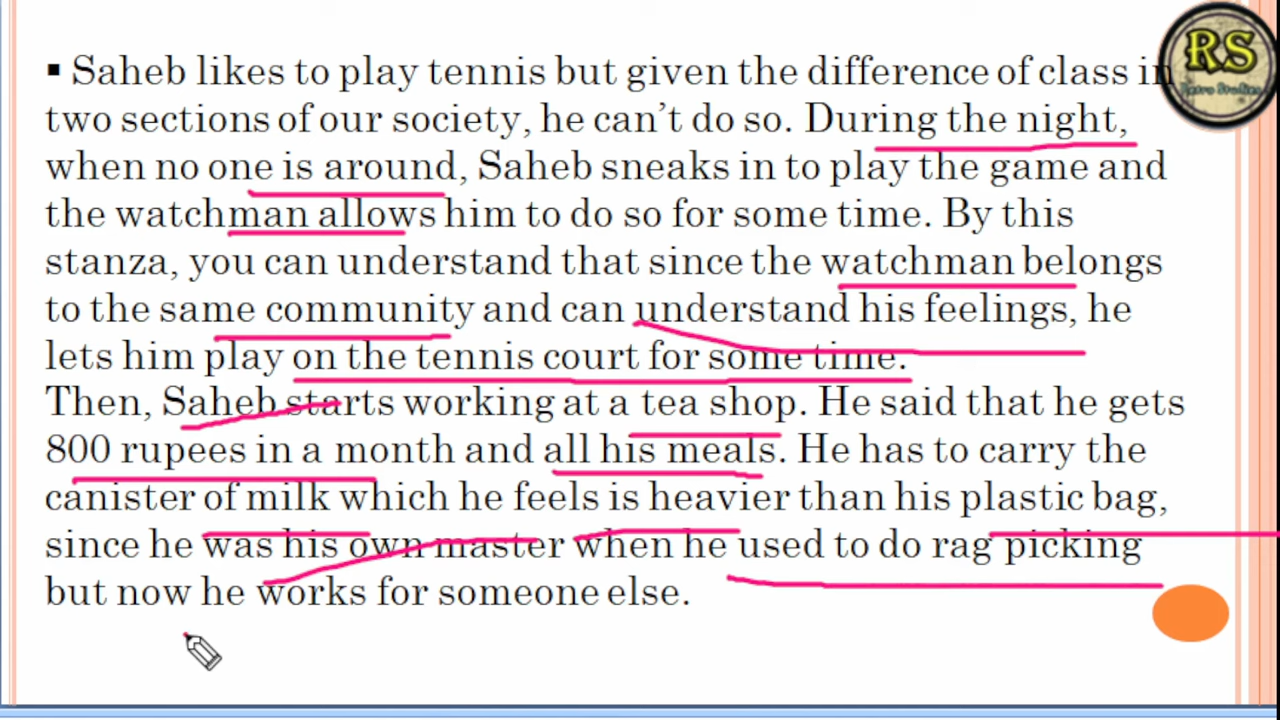 ▪ Saheb likes to play tennis but given the difference of class in
two sections of our society, he can't do so. During the night,
when no one is around, Saheb sneaks in to play the game and
the watchman allows him to do so for some time. By this
stanza, you can understand that since the watchman belongs
to the same community and can understand his feelings, he
lets him play on the tennis court for some time.
Then, Saheb starts working at a tea shop. He said that he gets
800 rupees in a month and all his meals. He has to carry the
canister of milk which he feels is heavier than his plastic bag,
since he was his own master when he used to do rag picking
but now he works for someone else.
RS
Retro Studies